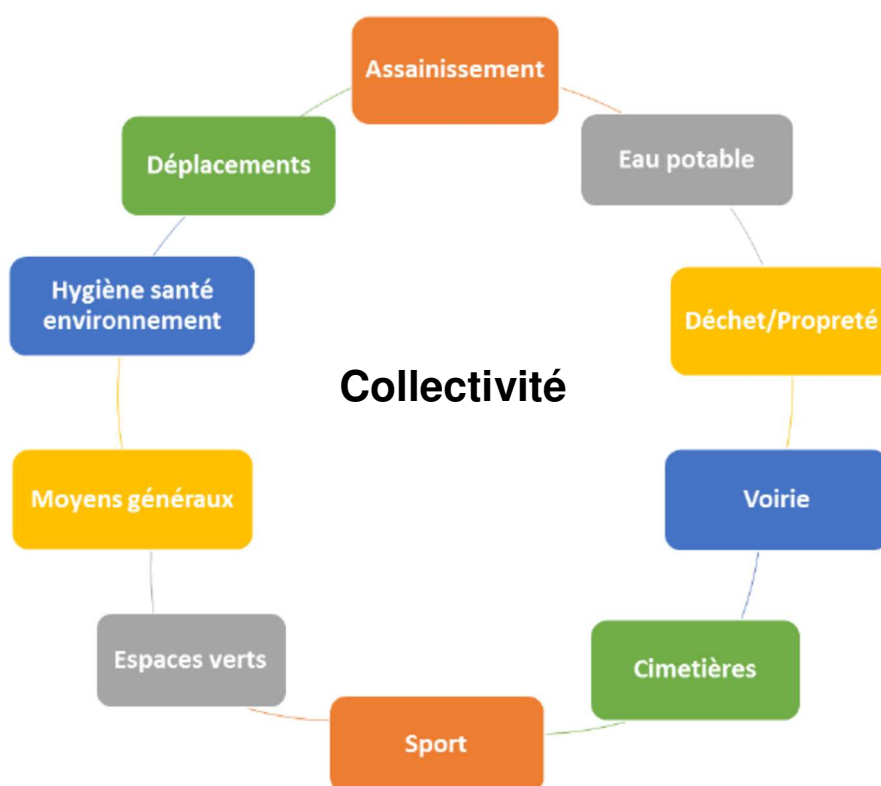 Assainissement
Eau potable
Déchet/Propreté
Voirie
Cimetières
Sport
Espaces verts
Moyens généraux
Hygiène santé
environnement
Déplacements
Collectivité